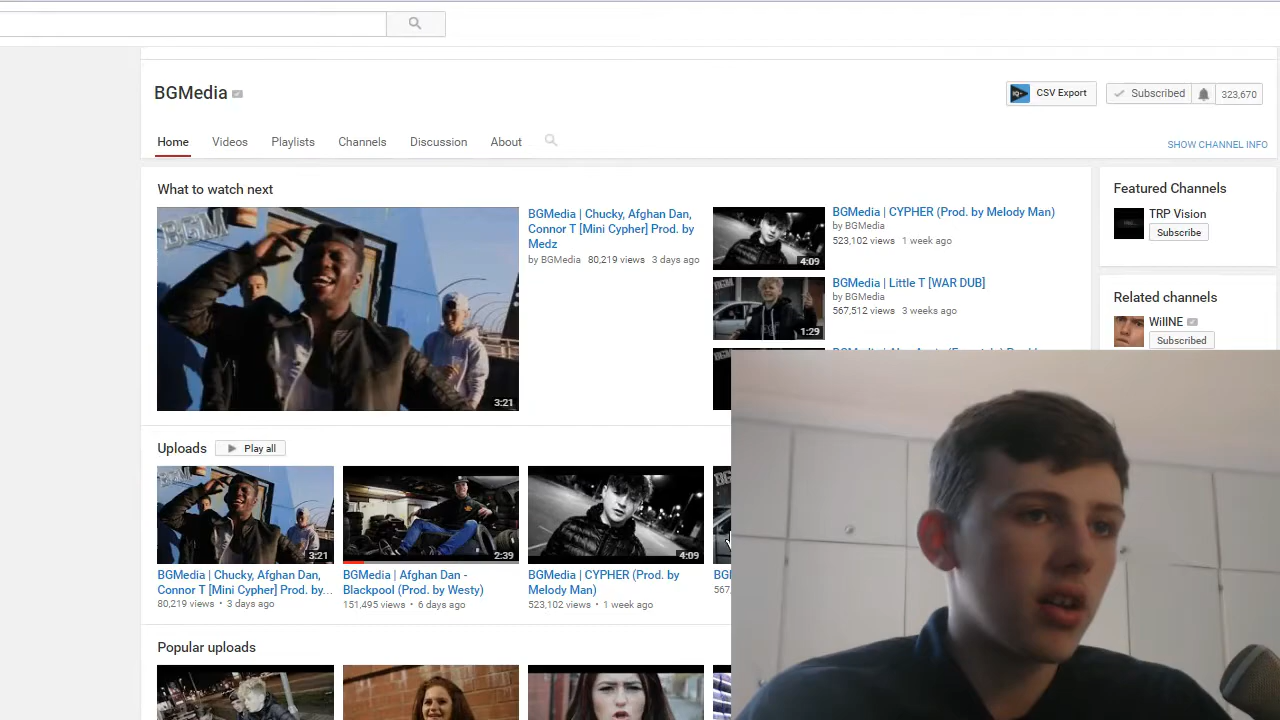 BGMedia
CSV Export
Subscribed
323,670
Home
Videos
Playlists
Channels
Discussion
About
SHOW CHANNEL INFO
What to watch next
BGM
3:21
BGMedia | Chucky, Afghan Dan,
Connor T [Mini Cypher] Prod. by
Medz
by BGMedia 80,219 views 3 days ago
4:09
BGMedia | CYPHER (Prod. by Melody Man)
by BGMedia
523,102 views 1 week ago
1:29
BGMedia | Little T [WAR DUB]
by BGMedia
567,512 views 3 weeks ago
Featured Channels
TRP Vision
Subscribe
Related channels
WillNE
Subscribed
Uploads
Play all
3:21
BGMedia | Chucky, Afghan Dan,
Connor T [Mini Cypher] Prod. by...
80,219 views • 3 days ago
2:39
BGMedia | Afghan Dan -
Blackpool (Prod. by Westy)
151,495 views • 6 days ago
4:09
BGMedia | CYPHER (Prod. by
Melody Man)
523,102 views • 1 week ago
Popular uploads